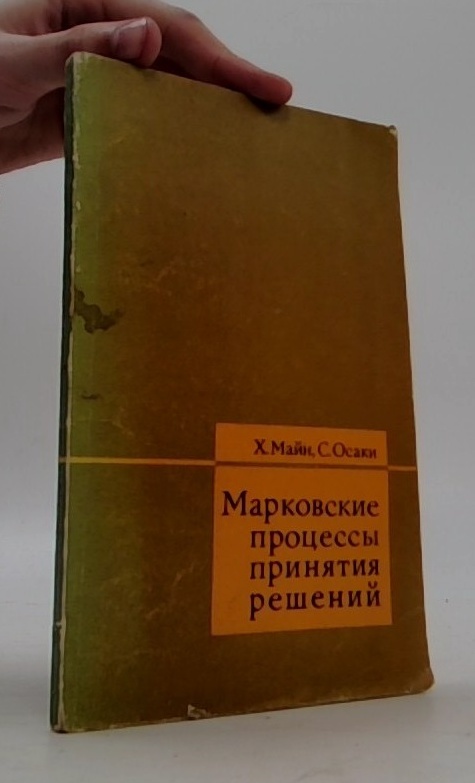 Х. Майн, С. Осаки
Марковские
процессы
принятия
решений